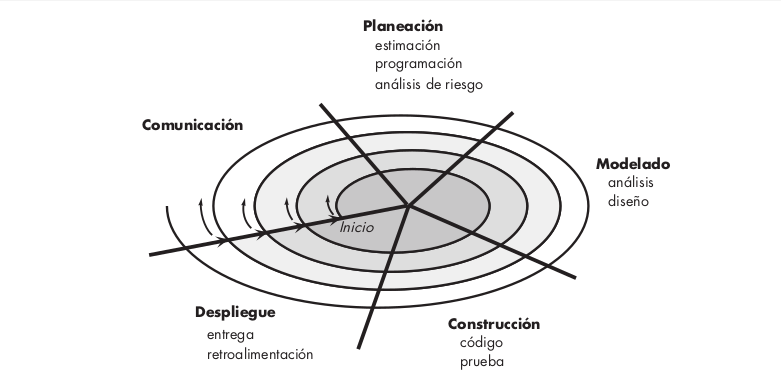 Planeación
estimación
programación
análisis de riesgo
Comunicación
Modelado
análisis
diseño
Inicio
Despliegue
entrega
retroalimentación
Construcción
código
prueba